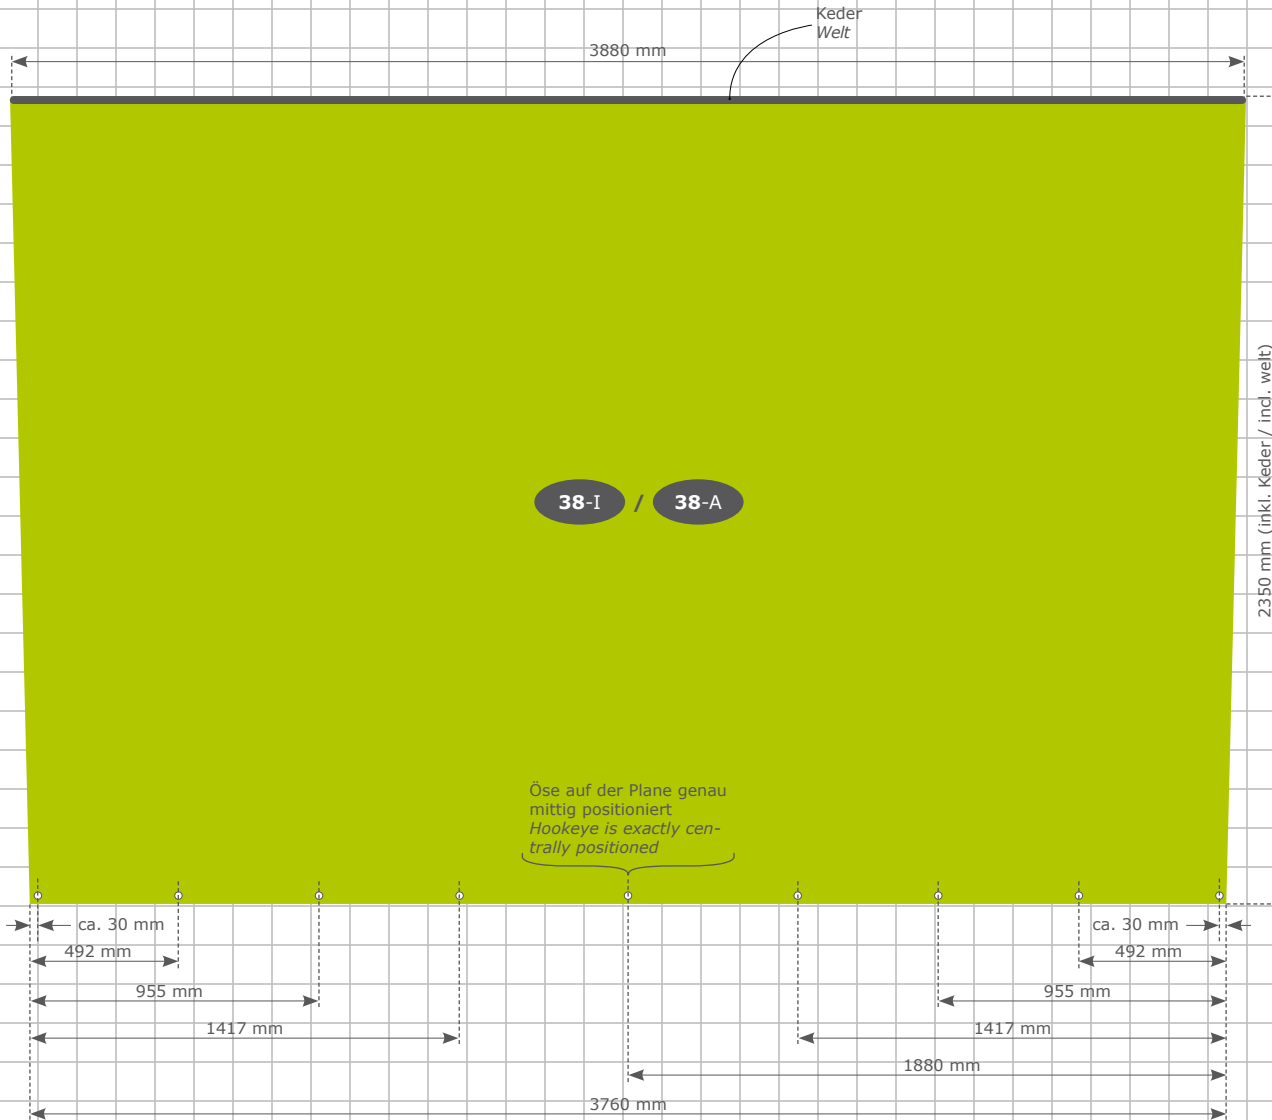 Keder
Welt
3880 mm
2350 mm (inkl. Keder / incl. welt)
38-I / 38-A
Öse auf der Plane genau
mittig positioniert
Hookeye is exactly cen-
trally positioned
ca. 30 mm
ca. 30 mm
492 mm
492 mm
955 mm
955 mm
1417 mm
1417 mm
1880 mm
3760 mm